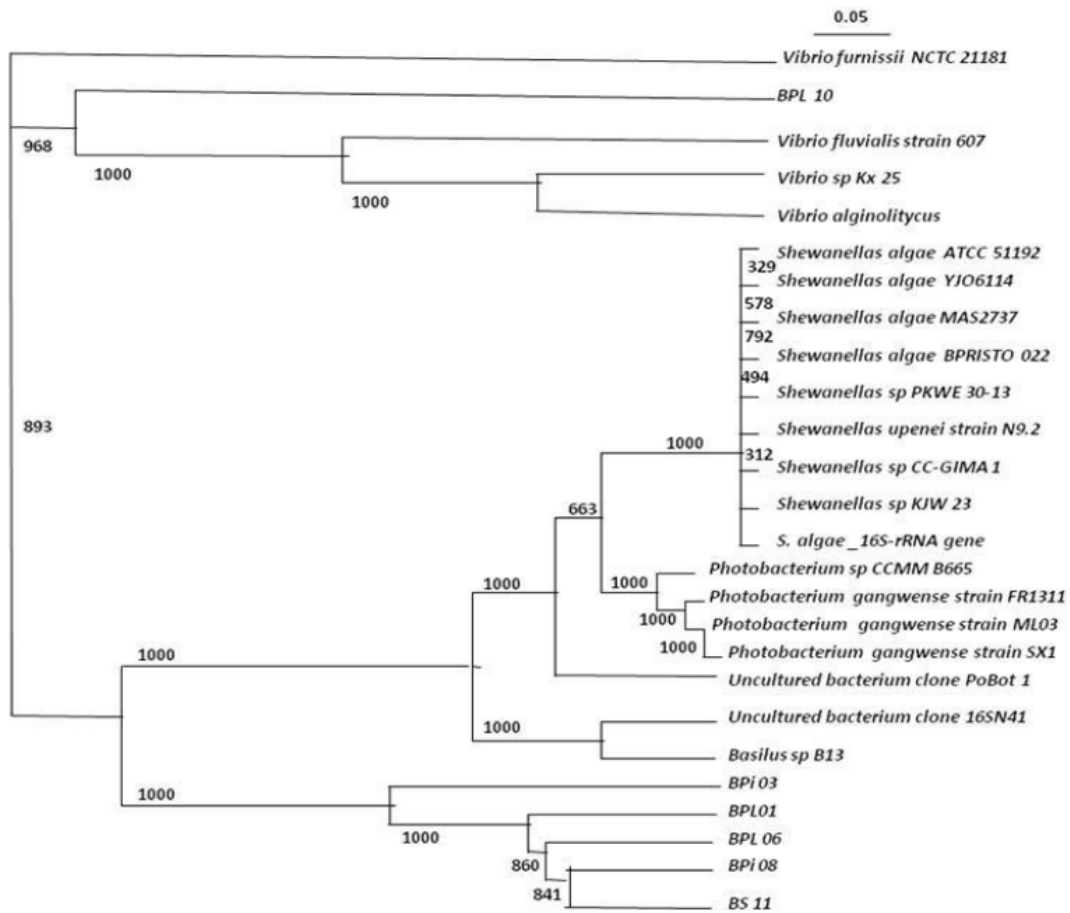 0.05
Vibrio furnissii NCTC 21181
BPL 10
968
Vibrio fluvialis strain 607
1000
Vibrio sp Kx 25
1000
Vibrio alginolitycus
Shewanellas algae ATCC 51192
329
Shewanellas algae YJO6114
578
Shewanellas algae MAS2737
792
Shewanellas algae BPRISTO 022
494
Shewanellas sp PKWE 30-13
893
Shewanellas upenei strain N9.2
1000
312
Shewanellas sp CC-GIMA 1
Shewanellas sp KJW 23
663
S. algae_16S-rRNA gene
Photobacterium sp CCMM B665
1000
1000
Photobacterium gangwense strain FR1311
1000
Photobacterium gangwense strain ML03
1000
Photobacterium gangwense strain SX1
1000
Uncultured bacterium clone PoBot 1
Uncultured bacterium clone 16SN41
1000
Basilus sp B13
BPi 03
1000
BPL01
1000
BPL 06
860
BPi 08
841
BS 11